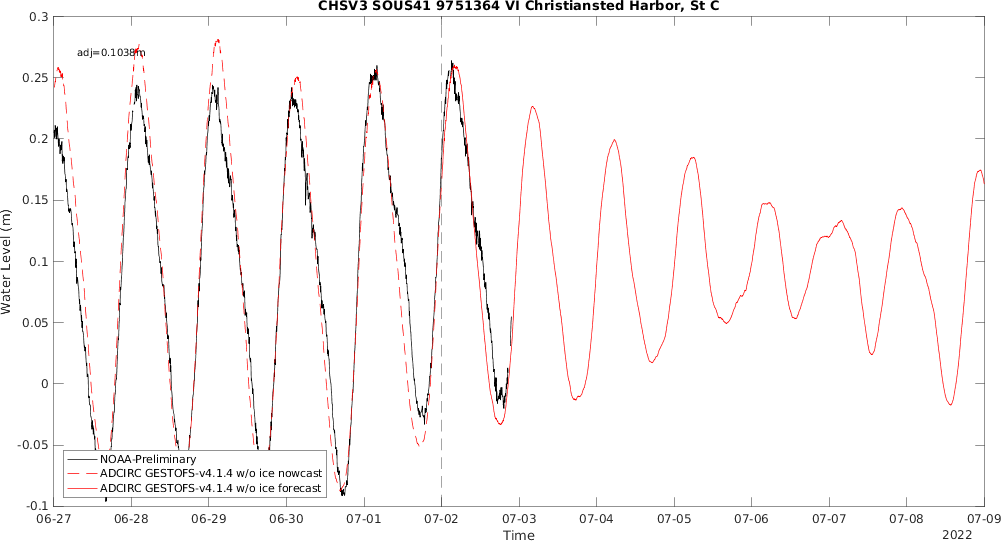 CHSV3 SOUS41 9751364 VI Christiansted Harbor, St C
adj=0.1038m
0.3
0.25
0.2
0.15
0.1
0.05
0
-0.05
-0.1
Water Level (m)
NOAA-Preliminary
ADCIRC GESTOFS-v4.1.4 w/o ice nowcast
ADCIRC GESTOFS-v4.1.4 w/o ice forecast
06-27 06-28 06-29 06-30 07-01 07-02 07-03 07-04 07-05 07-06 07-07 07-08 07-09
Time
2022